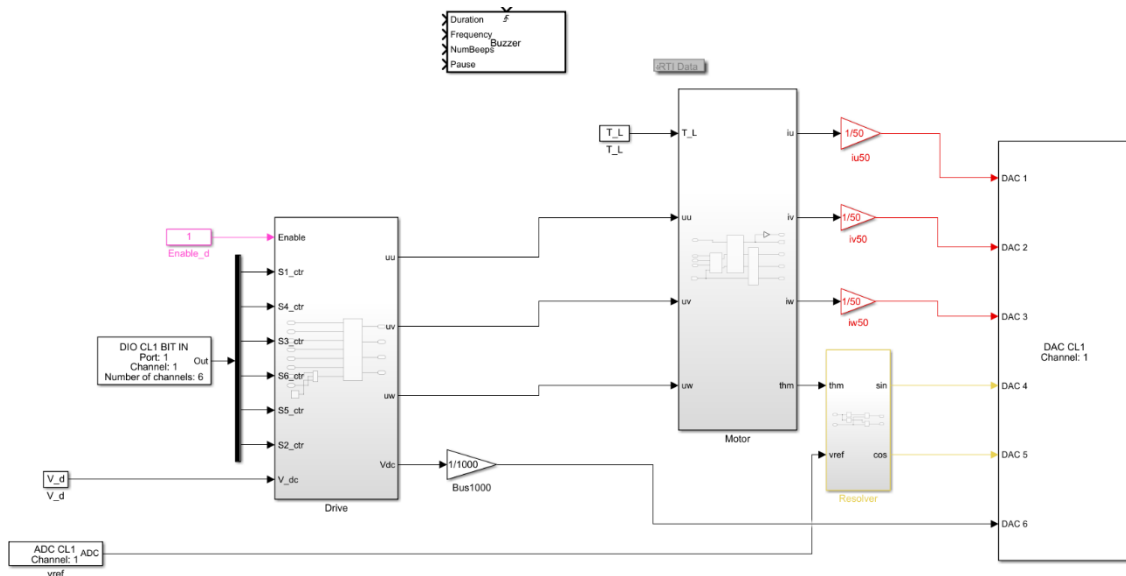 Duration
Frequency
NumBeeps
Pause
Buzzer
RTI Data
T_L
T_L
T_L
uu
uv
uw
iu
iv
iw
thm
Motor
1/50
iu50
1/50
iv50
1/50
iw50
1
Enable_d
DIO CL1 BIT IN
Port: 1
Channel: 1
Number of channels: 6
Out
V_d
V_d
Enable
S1_ctr
S4_ctr
S3_ctr
S6_ctr
S5_ctr
S2_ctr
V_dc
uu
uv
uw
Vdc
Drive
1/1000
Bus1000
thm
vref
sin
cos
Resolver
DAC 1
DAC 2
DAC 3
DAC 4
DAC 5
DAC 6
DAC CL1
Channel: 1
ADC CL1
Channel: 1
ADC
vref